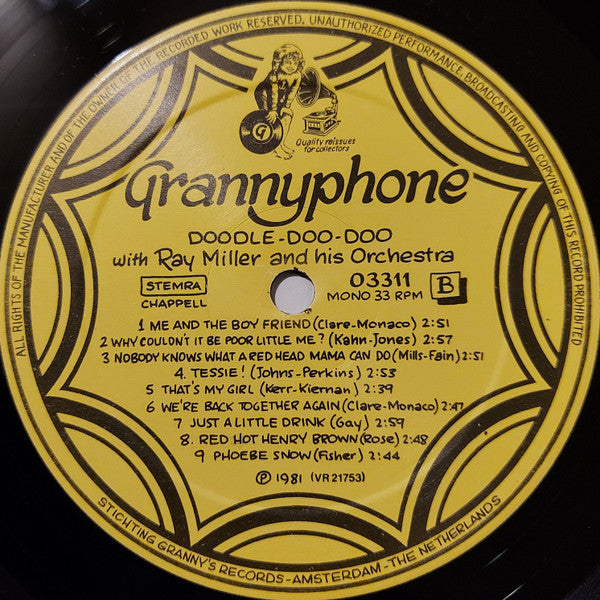 ALL RIGHTS OF THE MANUFACTURER AND OF THE OWNER OF THE RECORDED WORK RESERVED, UNAUTHORIZED PERFORMANCE, BROADCASTING AND COPYING OF THIS RECORD PROHIBITED
G
Quality reissues
for collectors
Grannyphone
DOODLE-DOO-DOO
with Ray Miller and his Orchestra
STEMRA
CHAPPELL
03311
MONO 33 RPM
B
1 ME AND THE BOY FRIEND (Clare-Monaco) 2:51
2 WHY COULDN'T IT BE POOR LITTLE ME? (Kahn-Jones) 2:57
3 NOBODY KNOWS WHAT A RED HEAD MAMA CAN DO (Mills-Fain) 2:51
4. TESSIE! (Johns-Perkins) 2:53
5 THAT'S MY GIRL (Kerr-Kiernan) 2:39
6 WE'RE BACK TOGETHER AGAIN (Clare-Monaco) 2:47
7 JUST A LITTLE DRINK (Gay) 2:59
8. RED HOT HENRY BROWN (Rose) 2:48
9 PHOEBE SNOW (Fisher) 2:44
℗ 1981 (VR 21753)
STICHTING GRANNY'S RECORDS - AMSTERDAM - THE NETHERLANDS